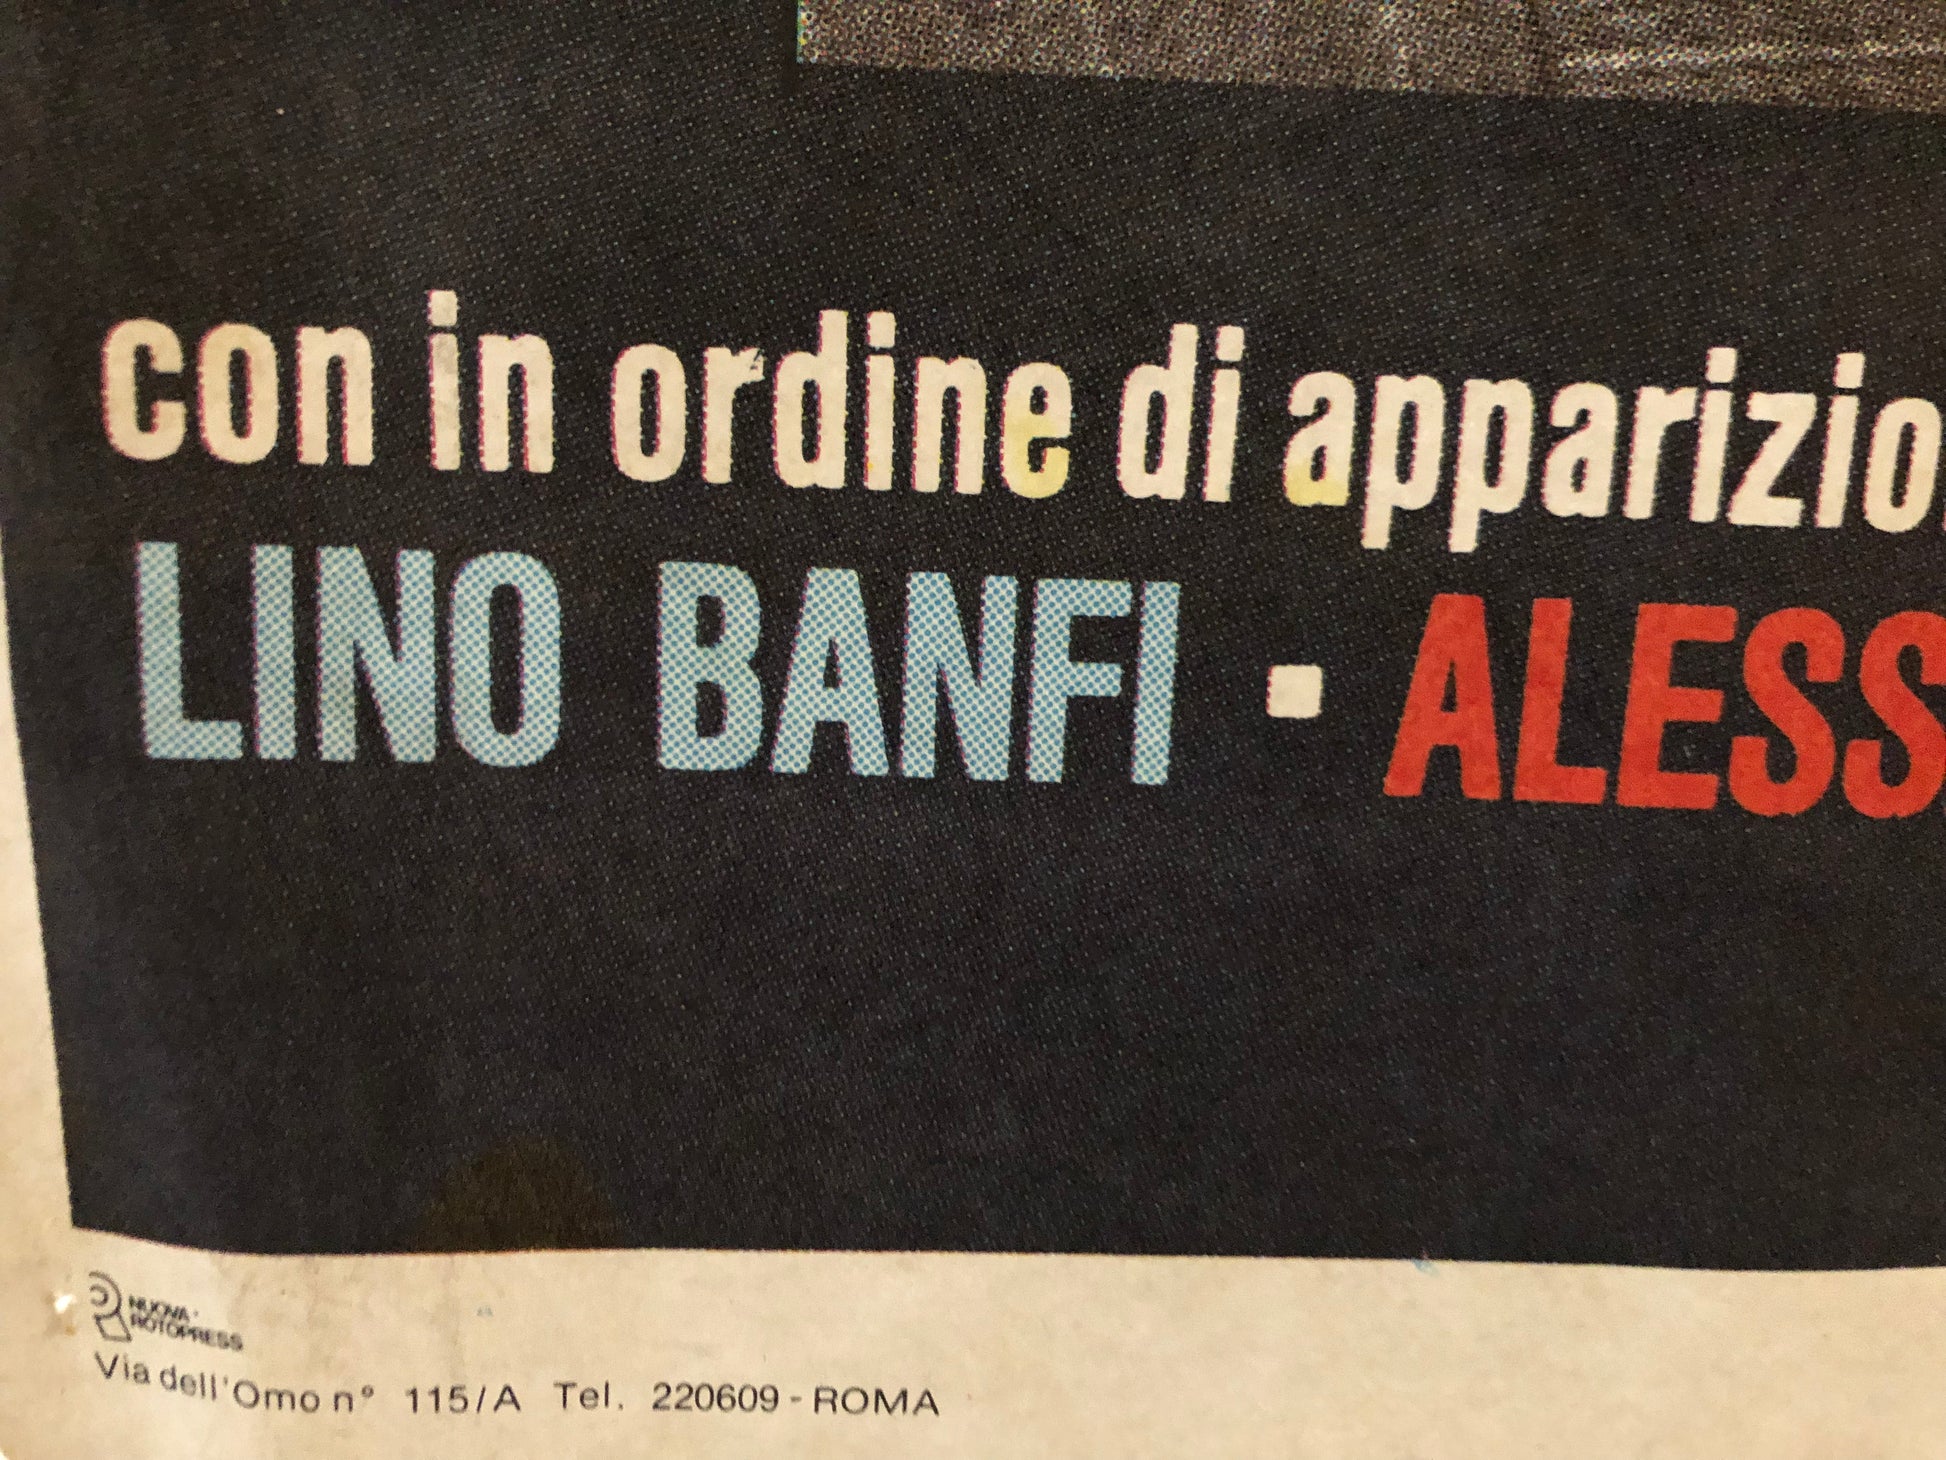 con in ordine di apparizio
LINO BANFI · ALESS
NUOVA·
ROTOPRESS
Via dell'Omo n° 115/A Tel. 220609 - ROMA